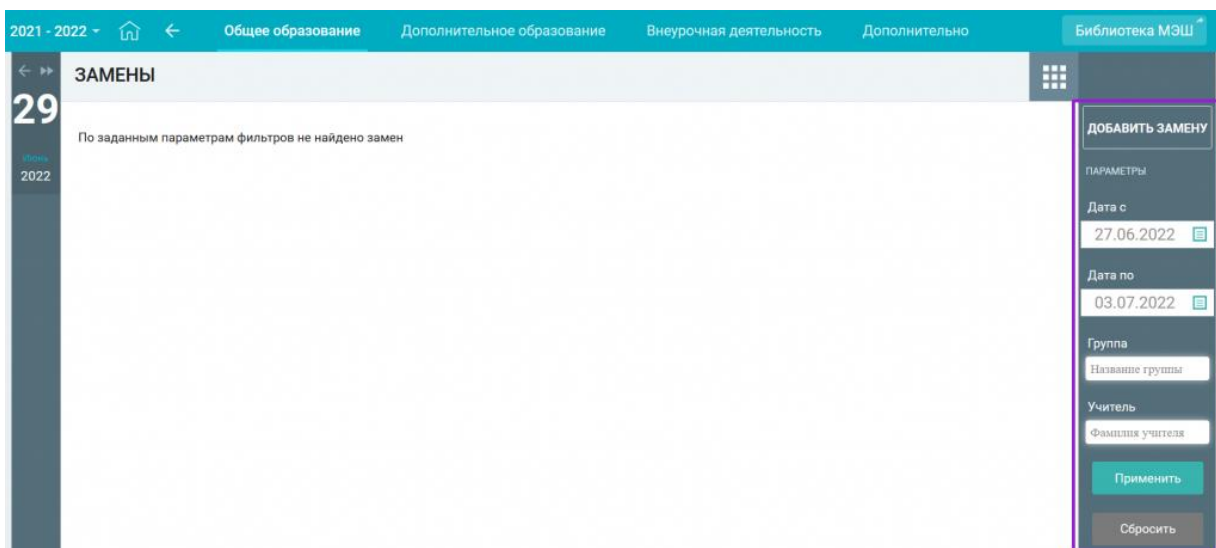 2021 - 2022
Общее образование
Дополнительное образование
Внеурочная деятельность
Дополнительно
Библиотека МЭШ
29
Июнь
2022
ЗАМЕНЫ
По заданным параметрам фильтров не найдено замен
ДОБАВИТЬ ЗАМЕНУ
ПАРАМЕТРЫ
Дата с
27.06.2022
Дата по
03.07.2022
Группа
Название группы
Учитель
Фамилия учителя
Применить
Сбросить